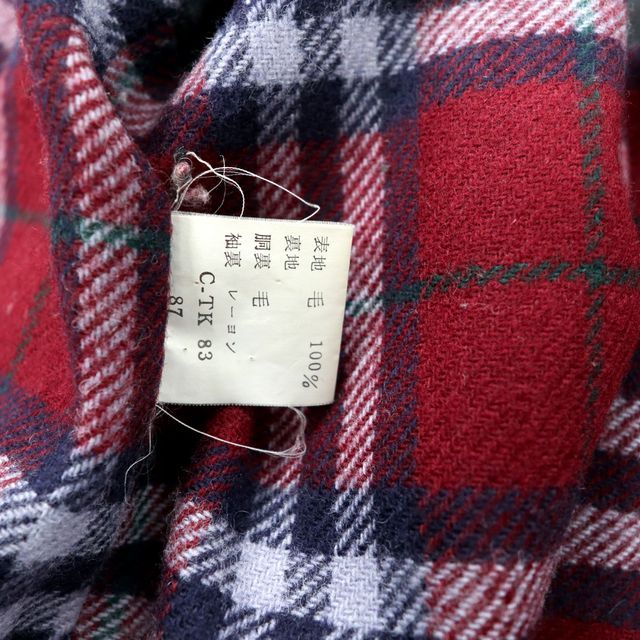 表地 毛 100%
裏地
胴裏 毛
袖裏 レーヨン
C-TK 83
87